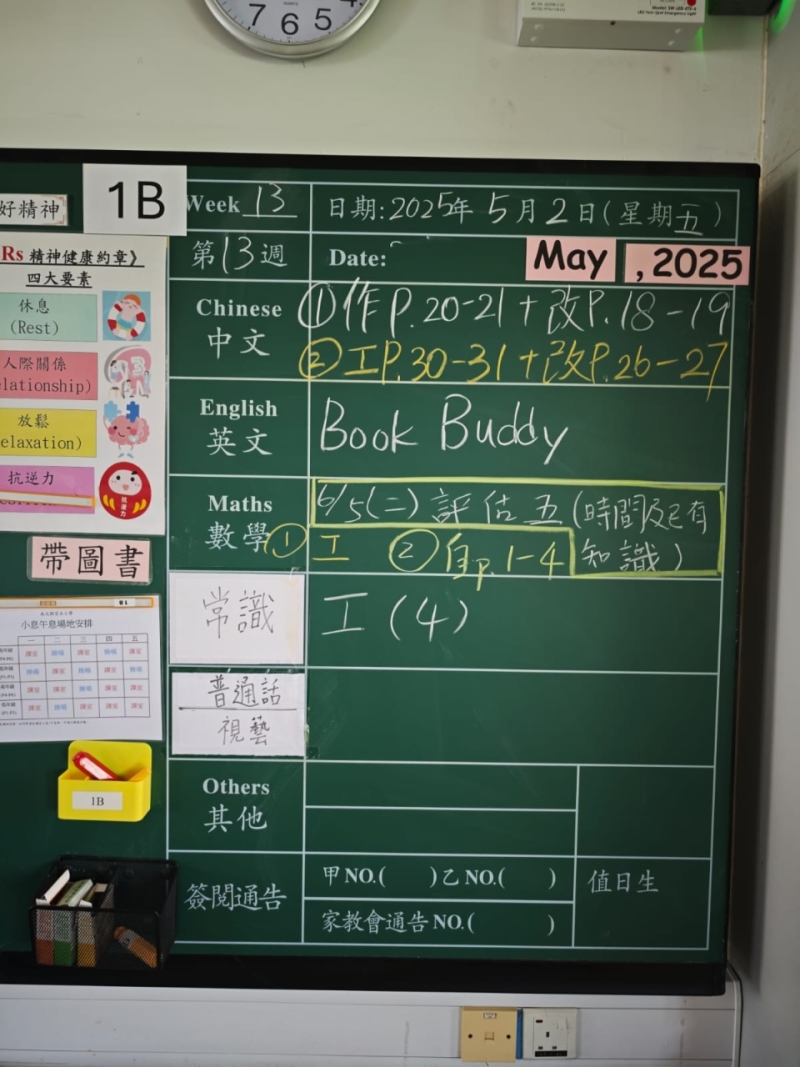 7 6 5
1B
好精神
Week 13
日期:2025年 5月2日(星期五)
第13週
Date:
May , 2025
Rs 精神健康約章》
四大要素
休息
(Rest)
人際關係
elationship)
放鬆
elaxation)
抗逆力
Chinese
中文
①作P.20-21+改P.18-19
②工P.30-31+改P.26-27
English
英文
Book Buddy
Maths
數學
6/5(二)評估五(時間及已有知識)
①工 ②自p.1-4
帶圖書
常識
工(4)
小息午息場地安排
一 二 三 四 五
普通話
視藝
1B
Others
其他
簽閱通告
甲NO.( )乙NO.( )
值日生
家教會通告NO.( )